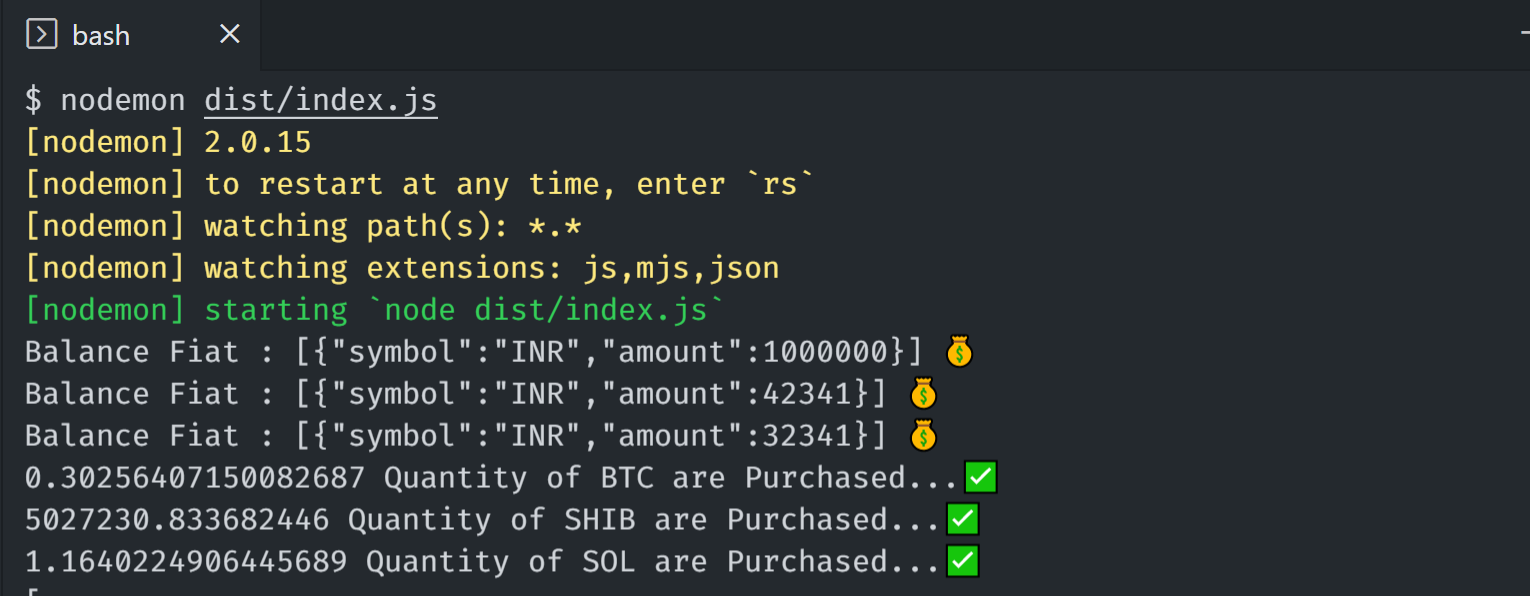 bash
$ nodemon dist/index.js
[nodemon] 2.0.15
[nodemon] to restart at any time, enter `rs`
[nodemon] watching path(s): *.*
[nodemon] watching extensions: js,mjs,json
[nodemon] starting `node dist/index.js`
Balance Fiat : [{"symbol":"INR","amount":1000000}] 💰
Balance Fiat : [{"symbol":"INR","amount":42341}] 💰
Balance Fiat : [{"symbol":"INR","amount":32341}] 💰
0.30256407150082687 Quantity of BTC are Purchased...✅
5027230.833682446 Quantity of SHIB are Purchased...✅
1.1640224906445689 Quantity of SOL are Purchased...✅